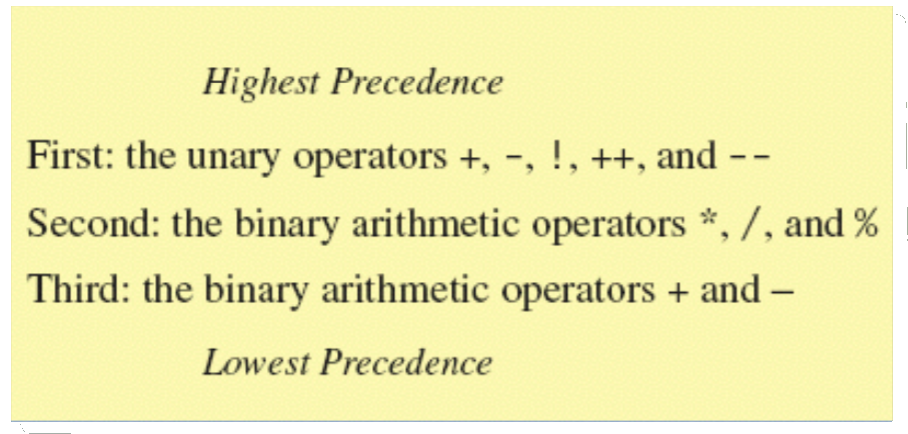 Highest Precedence
First: the unary operators +, -, !, ++, and --
Second: the binary arithmetic operators *, /, and %
Third: the binary arithmetic operators + and –
Lowest Precedence